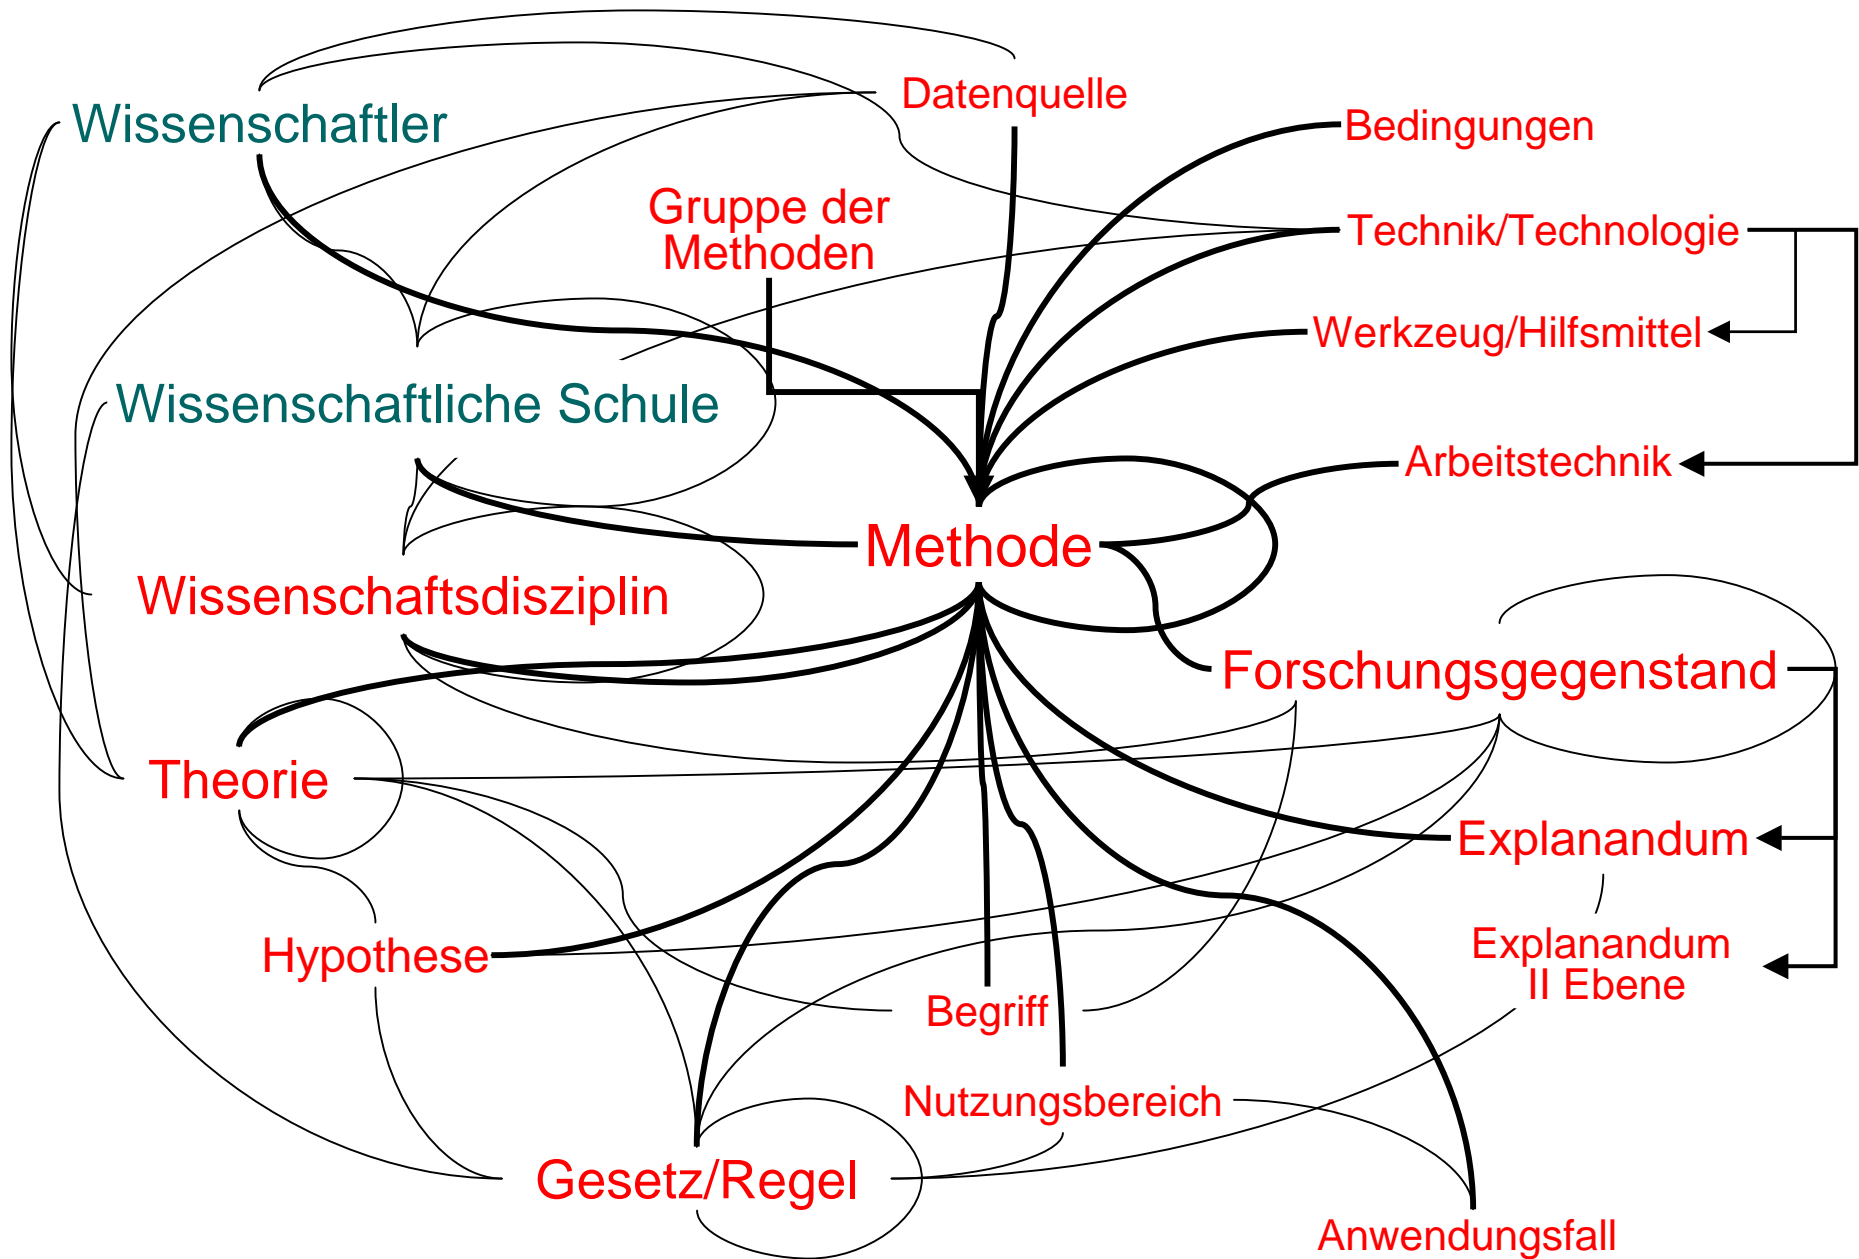 Datenquelle
Wissenschaftler
Bedingungen
Gruppe der
Methoden
Technik/Technologie
Werkzeug/Hilfsmittel
Wissenschaftliche Schule
Arbeitstechnik
Methode
Wissenschaftsdisziplin
Forschungsgegenstand
Theorie
Explanandum
Hypothese
Explanandum
II Ebene
Begriff
Nutzungsbereich
Gesetz/Regel
Anwendungsfall